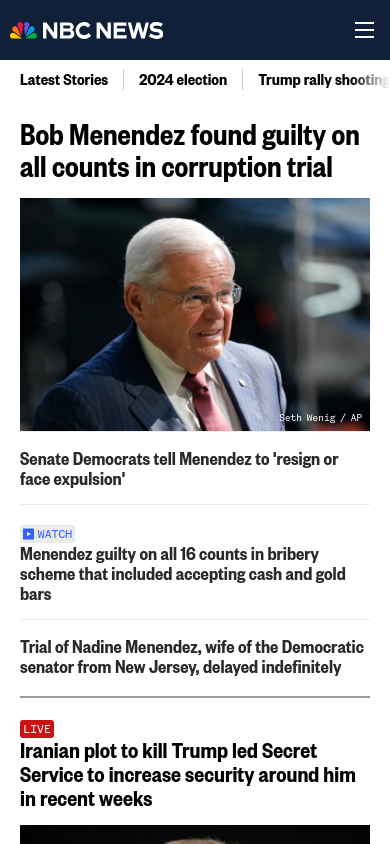 NBC NEWS
Latest Stories
2024 election
Trump rally shooting
Bob Menendez found guilty on
all counts in corruption trial
Seth Wenig / AP
Senate Democrats tell Menendez to 'resign or
face expulsion'
WATCH
Menendez guilty on all 16 counts in bribery
scheme that included accepting cash and gold
bars
Trial of Nadine Menendez, wife of the Democratic
senator from New Jersey, delayed indefinitely
LIVE
Iranian plot to kill Trump led Secret
Service to increase security around him
in recent weeks